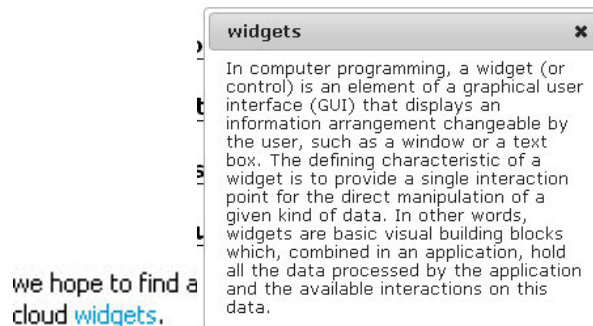 widgets
In computer programming, a widget (or
control) is an element of a graphical user
interface (GUI) that displays an
information arrangement changeable by
the user, such as a window or a text
box. The defining characteristic of a
widget is to provide a single interaction
point for the direct manipulation of a
given kind of data. In other words,
widgets are basic visual building blocks
which, combined in an application, hold
all the data processed by the application
and the available interactions on this
data.
we hope to find a
cloud widgets.